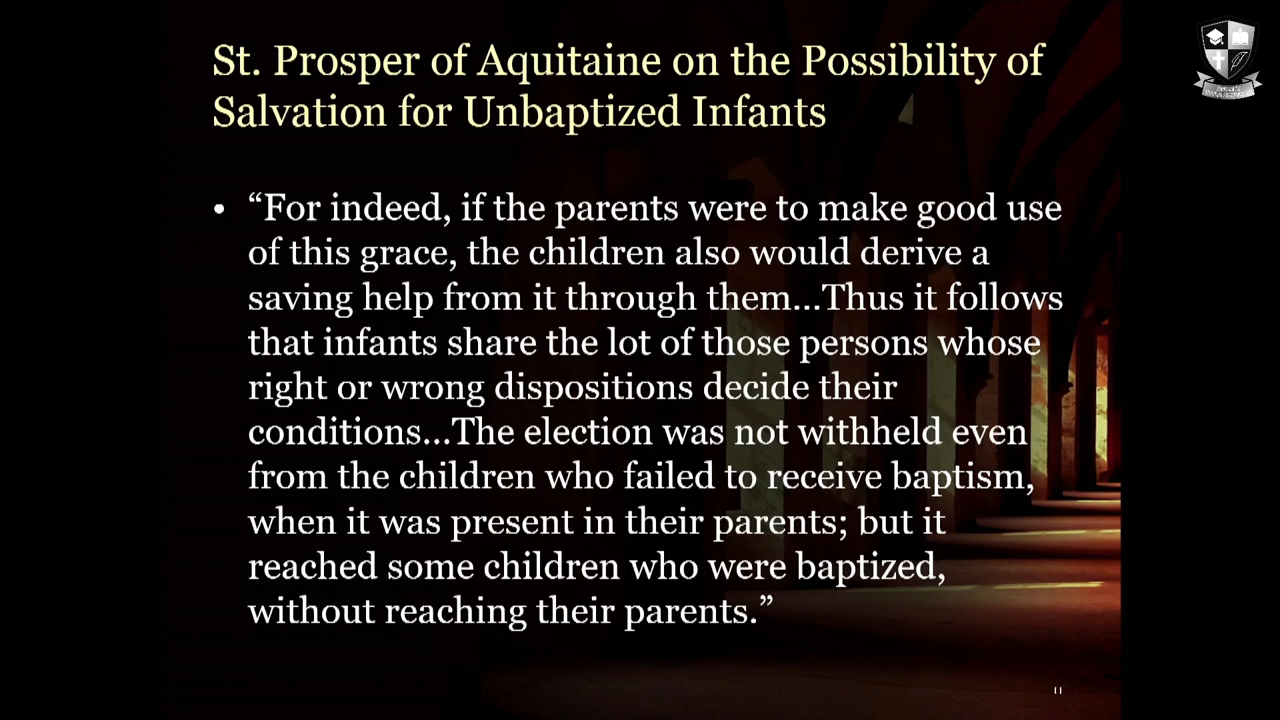 St. Prosper of Aquitaine on the Possibility of
Salvation for Unbaptized Infants
• “For indeed, if the parents were to make good use
of this grace, the children also would derive a
saving help from it through them...Thus it follows
that infants share the lot of those persons whose
right or wrong dispositions decide their
conditions...The election was not withheld even
from the children who failed to receive baptism,
when it was present in their parents; but it
reached some children who were baptized,
without reaching their parents.”
11